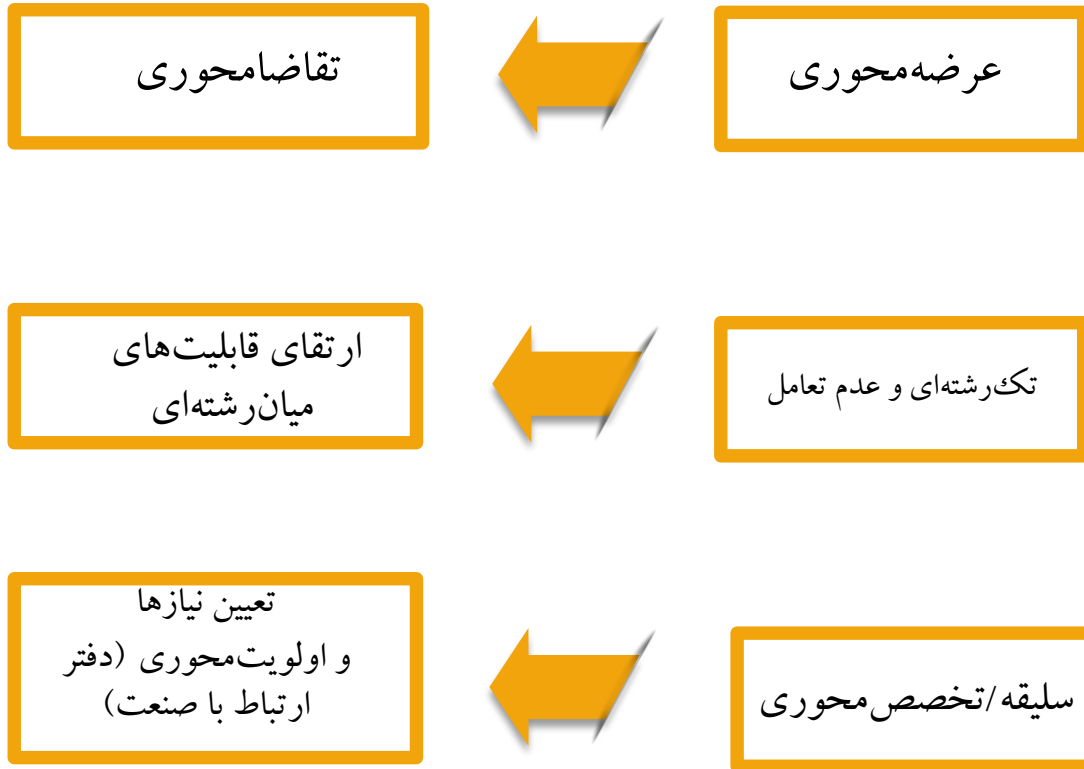 عرضه‌محوری
تقاضامحوری
تک‌رشته‌ای و عدم تعامل
ارتقای قابلیت‌های
میان‌رشته‌ای
سلیقه/تخصص‌محوری
تعیین نیازها
و اولویت‌محوری (دفتر
ارتباط با صنعت)